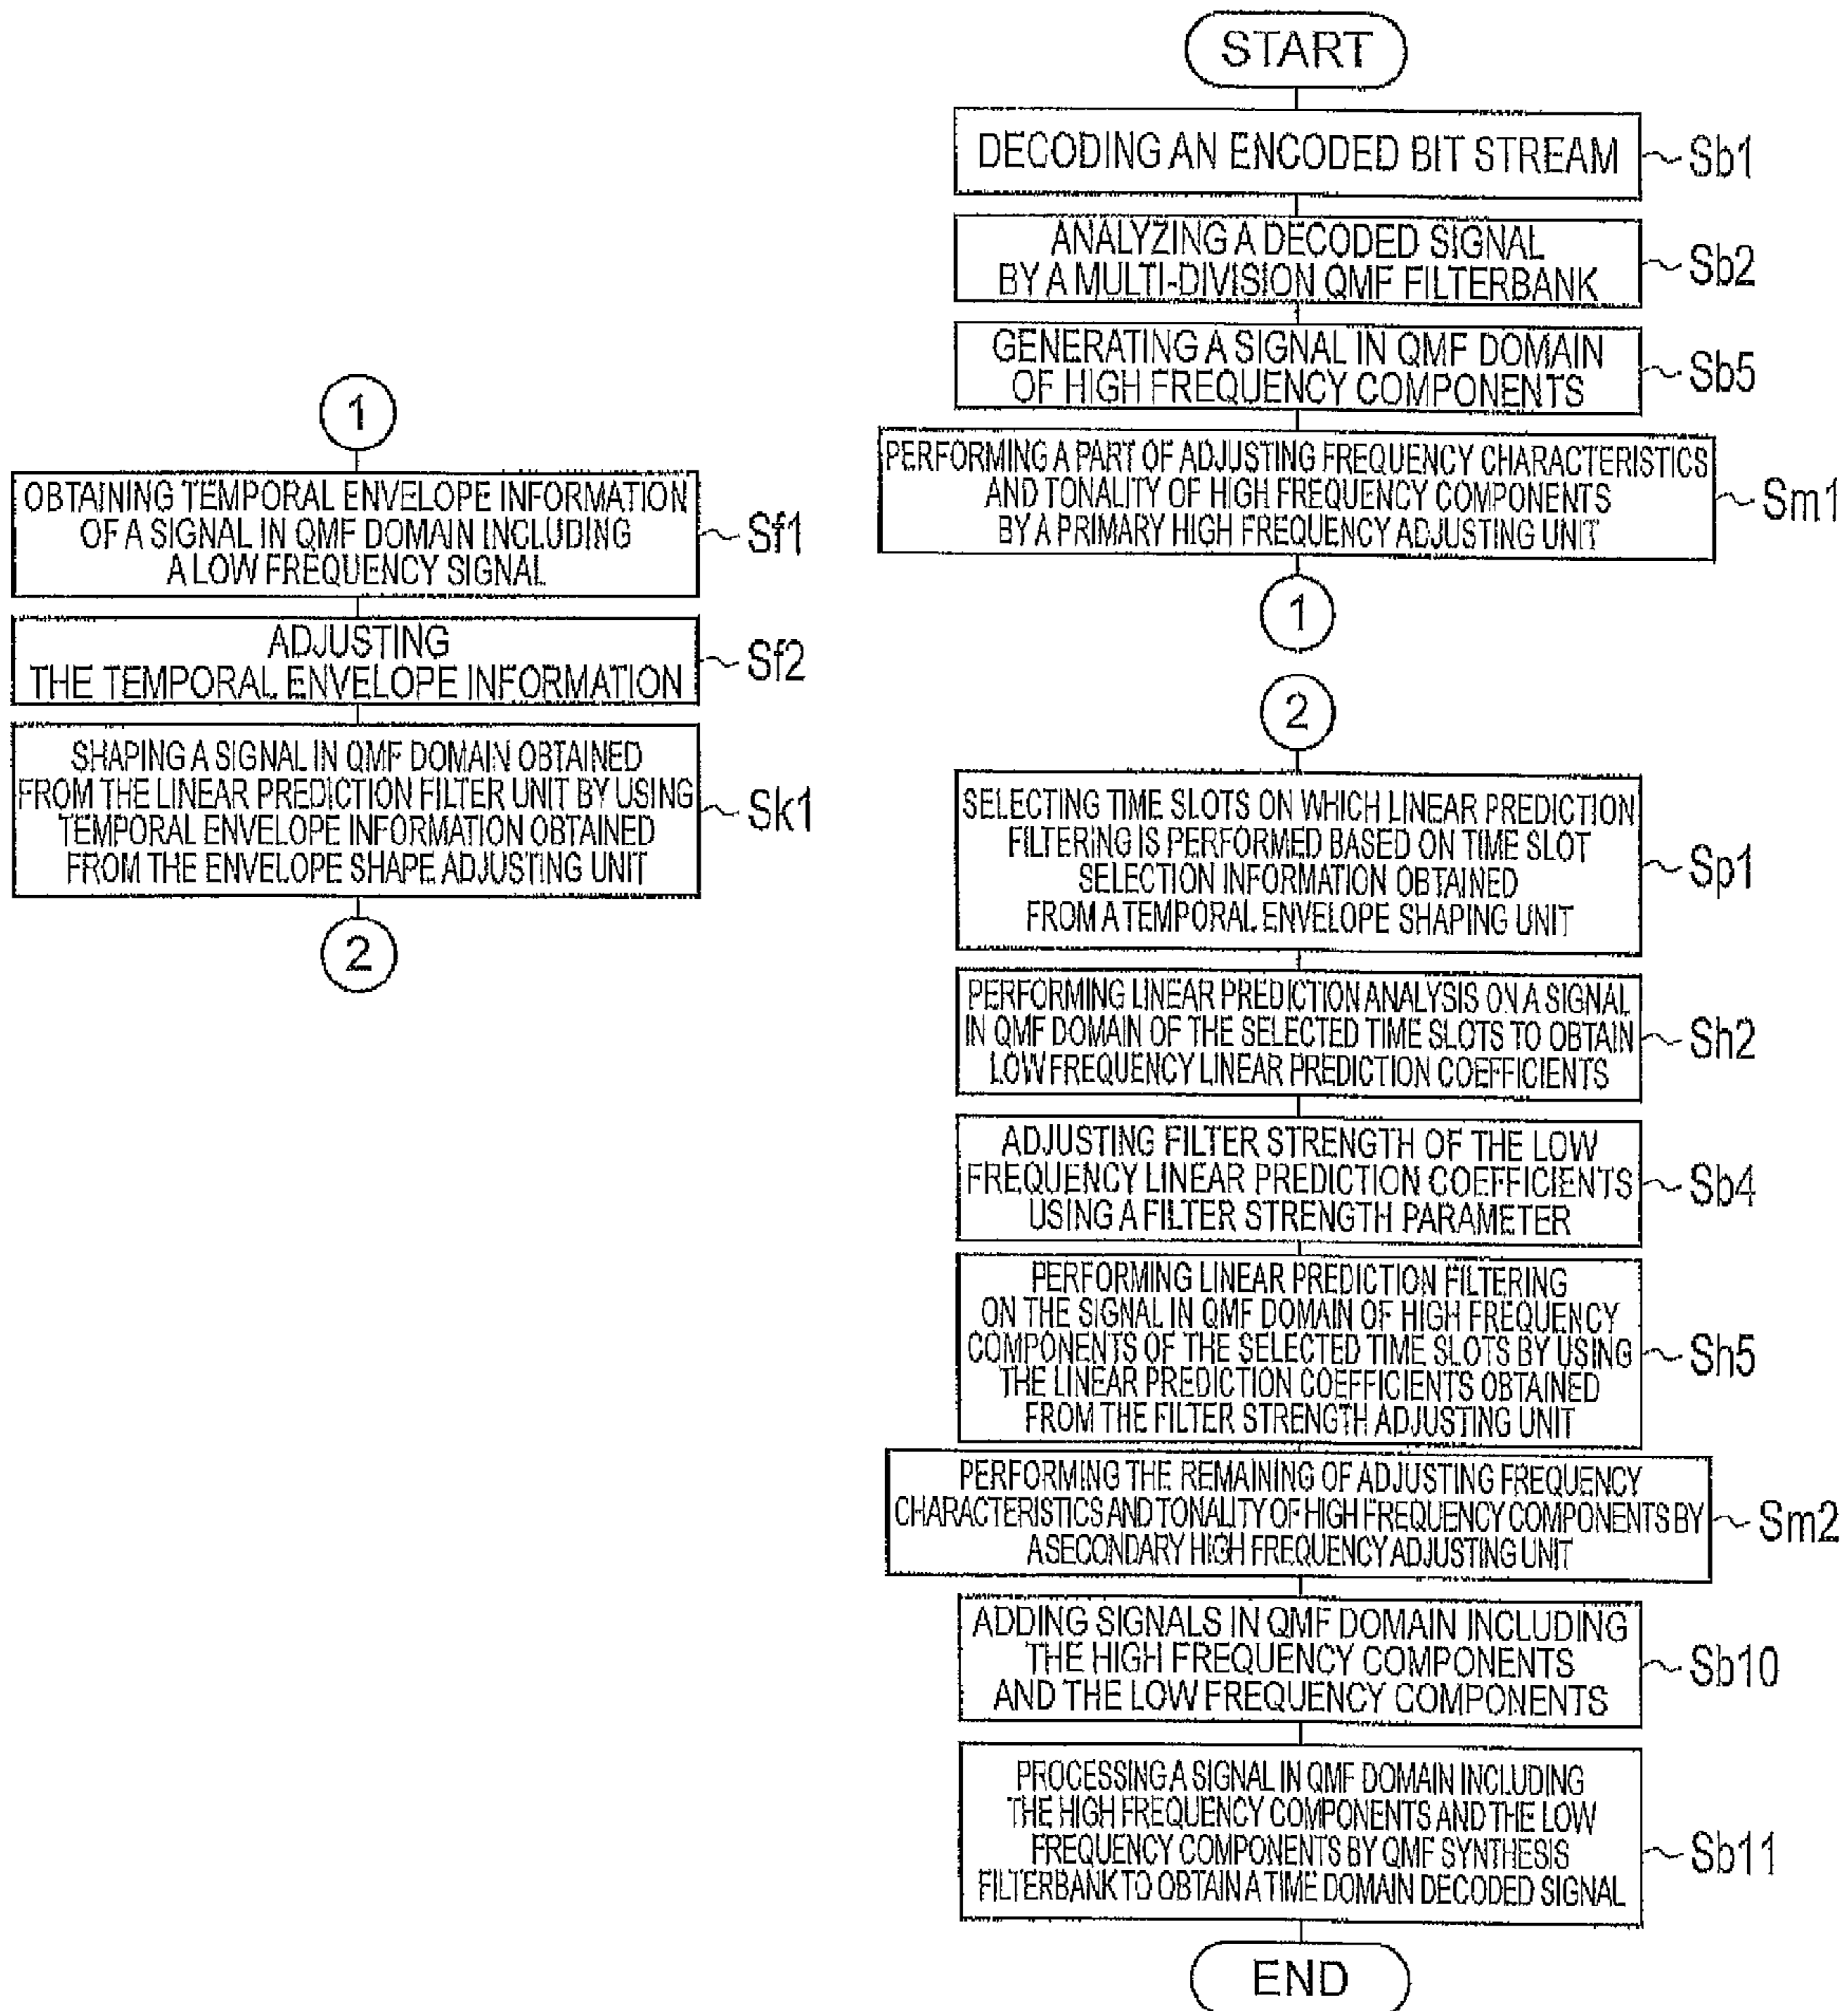 START
DECODING AN ENCODED BIT STREAM
Sb1
ANALYZING A DECODED SIGNAL
BY A MULTI-DIVISION QMF FILTERBANK
Sb2
GENERATING A SIGNAL IN QMF DOMAIN
OF HIGH FREQUENCY COMPONENTS
Sb5
PERFORMING A PART OF ADJUSTING FREQUENCY CHARACTERISTICS
AND TONALITY OF HIGH FREQUENCY COMPONENTS
BY A PRIMARY HIGH FREQUENCY ADJUSTING UNIT
Sm1
1
1
OBTAINING TEMPORAL ENVELOPE INFORMATION
OF A SIGNAL IN QMF DOMAIN INCLUDING
A LOW FREQUENCY SIGNAL
Sf1
ADJUSTING
THE TEMPORAL ENVELOPE INFORMATION
Sf2
SHAPING A SIGNAL IN QMF DOMAIN OBTAINED
FROM THE LINEAR PREDICTION FILTER UNIT BY USING
TEMPORAL ENVELOPE INFORMATION OBTAINED
FROM THE ENVELOPE SHAPE ADJUSTING UNIT
Sk1
2
2
SELECTING TIME SLOTS ON WHICH LINEAR PREDICTION
FILTERING IS PERFORMED BASED ON TIME SLOT
SELECTION INFORMATION OBTAINED
FROM A TEMPORAL ENVELOPE SHAPING UNIT
Sp1
PERFORMING LINEAR PREDICTION ANALYSIS ON A SIGNAL
IN QMF DOMAIN OF THE SELECTED TIME SLOTS TO OBTAIN
LOW FREQUENCY LINEAR PREDICTION COEFFICIENTS
Sh2
ADJUSTING FILTER STRENGTH OF THE LOW
FREQUENCY LINEAR PREDICTION COEFFICIENTS
USING A FILTER STRENGTH PARAMETER
Sb4
PERFORMING LINEAR PREDICTION FILTERING
ON THE SIGNAL IN QMF DOMAIN OF HIGH FREQUENCY
COMPONENTS OF THE SELECTED TIME SLOTS BY USING
THE LINEAR PREDICTION COEFFICIENTS OBTAINED
FROM THE FILTER STRENGTH ADJUSTING UNIT
Sh5
PERFORMING THE REMAINING OF ADJUSTING FREQUENCY
CHARACTERISTICS AND TONALITY OF HIGH FREQUENCY COMPONENTS BY
A SECONDARY HIGH FREQUENCY ADJUSTING UNIT
Sm2
ADDING SIGNALS IN QMF DOMAIN INCLUDING
THE HIGH FREQUENCY COMPONENTS
AND THE LOW FREQUENCY COMPONENTS
Sb10
PROCESSING A SIGNAL IN QMF DOMAIN INCLUDING
THE HIGH FREQUENCY COMPONENTS AND THE LOW
FREQUENCY COMPONENTS BY QMF SYNTHESIS
FILTERBANK TO OBTAIN A TIME DOMAIN DECODED SIGNAL
Sb11
END